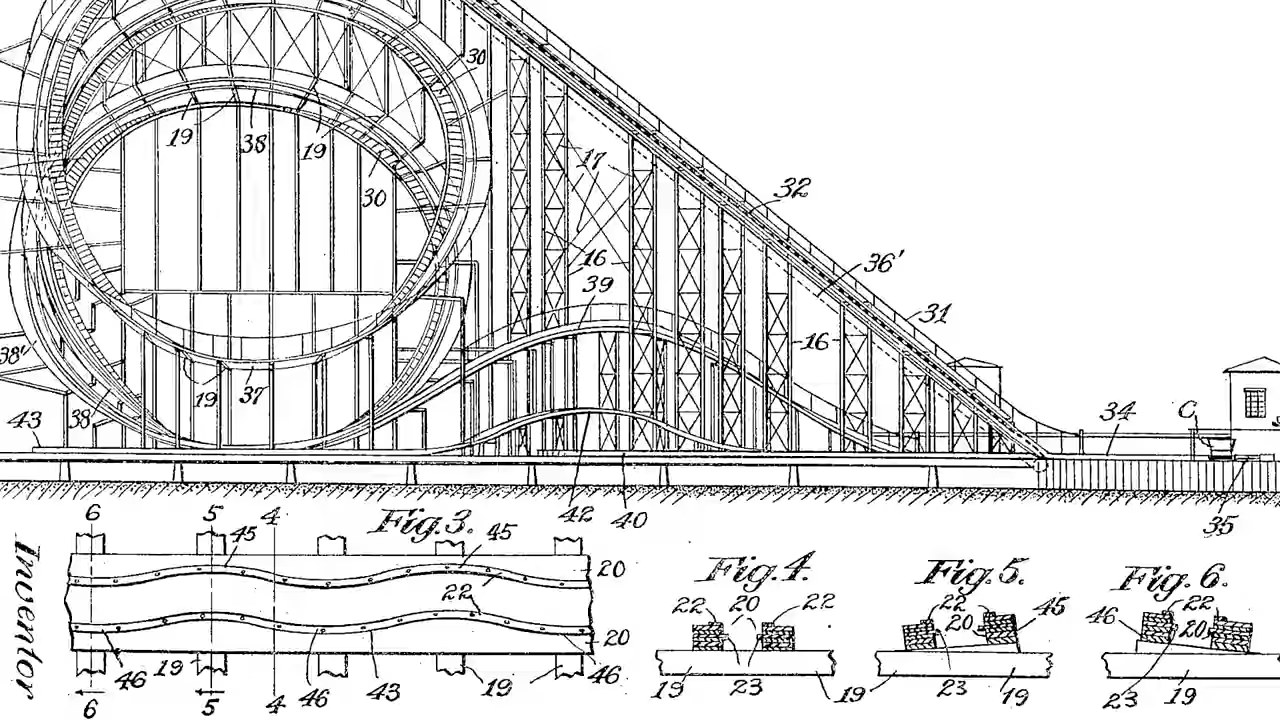 30
19 38 19
17
30
32
16
36'
39
31
38'
16
19 37
38
43
34 C
42 40
35
6 5 4 Fig. 3.
45 45
20
22
20
46 19 46 43 19 46
6 5 4
Inventor
Fig. 4.
22 20 22
19 23 19
Fig. 5.
22 45
20
23 19
Fig. 6.
46 22
20
23 19